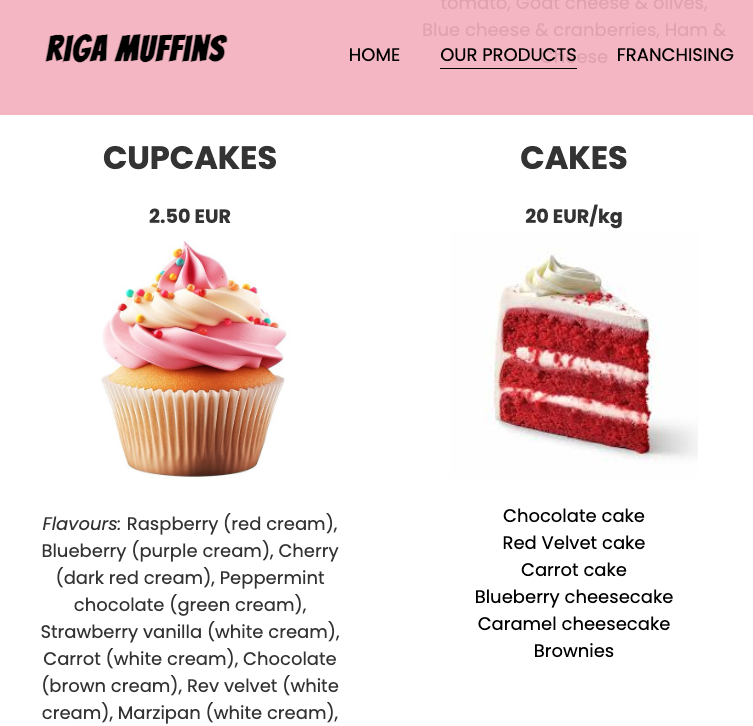 tomato, Goat cheese & olives,
Blue cheese & cranberries, Ham &
cheese
RIGA MUFFINS
HOME
OUR PRODUCTS
FRANCHISING
CUPCAKES
2.50 EUR
Flavours: Raspberry (red cream),
Blueberry (purple cream), Cherry
(dark red cream), Peppermint
chocolate (green cream),
Strawberry vanilla (white cream),
Carrot (white cream), Chocolate
(brown cream), Rev velvet (white
cream), Marzipan (white cream),
CAKES
20 EUR/kg
Chocolate cake
Red Velvet cake
Carrot cake
Blueberry cheesecake
Caramel cheesecake
Brownies